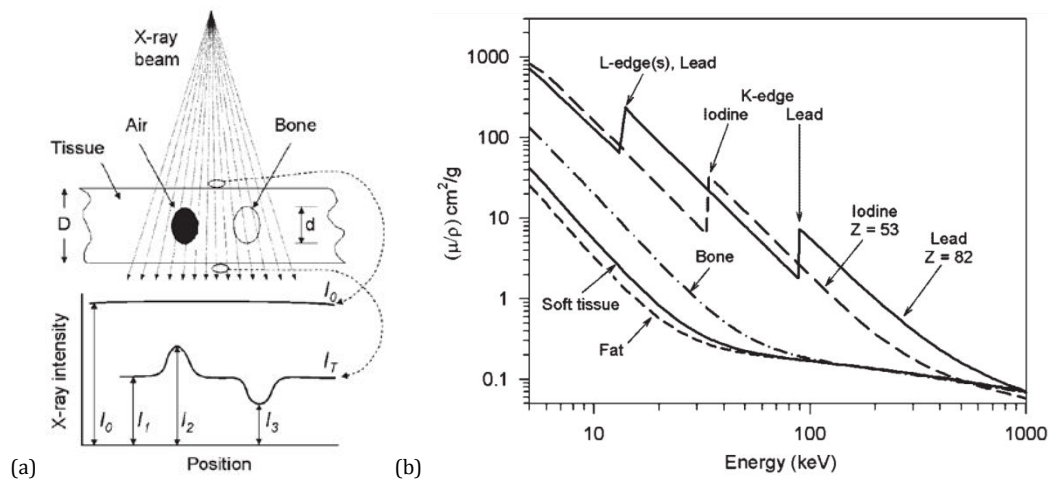 X-ray
beam
Air
Bone
Tissue
D
d
I₀
I_T
I₀
I₁
I₂
I₃
X-ray intensity
Position
(a)
1000
100
10
1
0.1
(μ/ρ) cm²/g
L-edge(s), Lead
K-edge
Iodine
Lead
Bone
Soft tissue
Fat
Iodine
Z = 53
Lead
Z = 82
10
100
1000
Energy (keV)
(b)